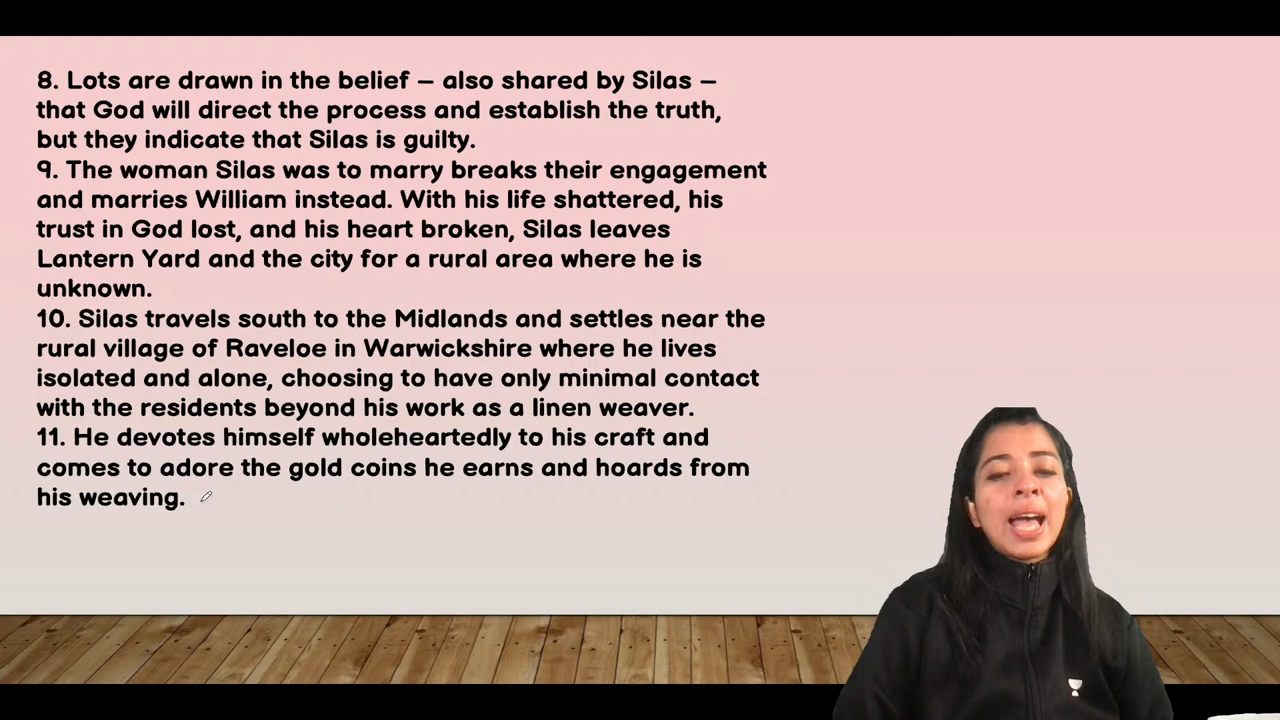 8. Lots are drawn in the belief – also shared by Silas –
that God will direct the process and establish the truth,
but they indicate that Silas is guilty.
9. The woman Silas was to marry breaks their engagement
and marries William instead. With his life shattered, his
trust in God lost, and his heart broken, Silas leaves
Lantern Yard and the city for a rural area where he is
unknown.
10. Silas travels south to the Midlands and settles near the
rural village of Raveloe in Warwickshire where he lives
isolated and alone, choosing to have only minimal contact
with the residents beyond his work as a linen weaver.
11. He devotes himself wholeheartedly to his craft and
comes to adore the gold coins he earns and hoards from
his weaving.